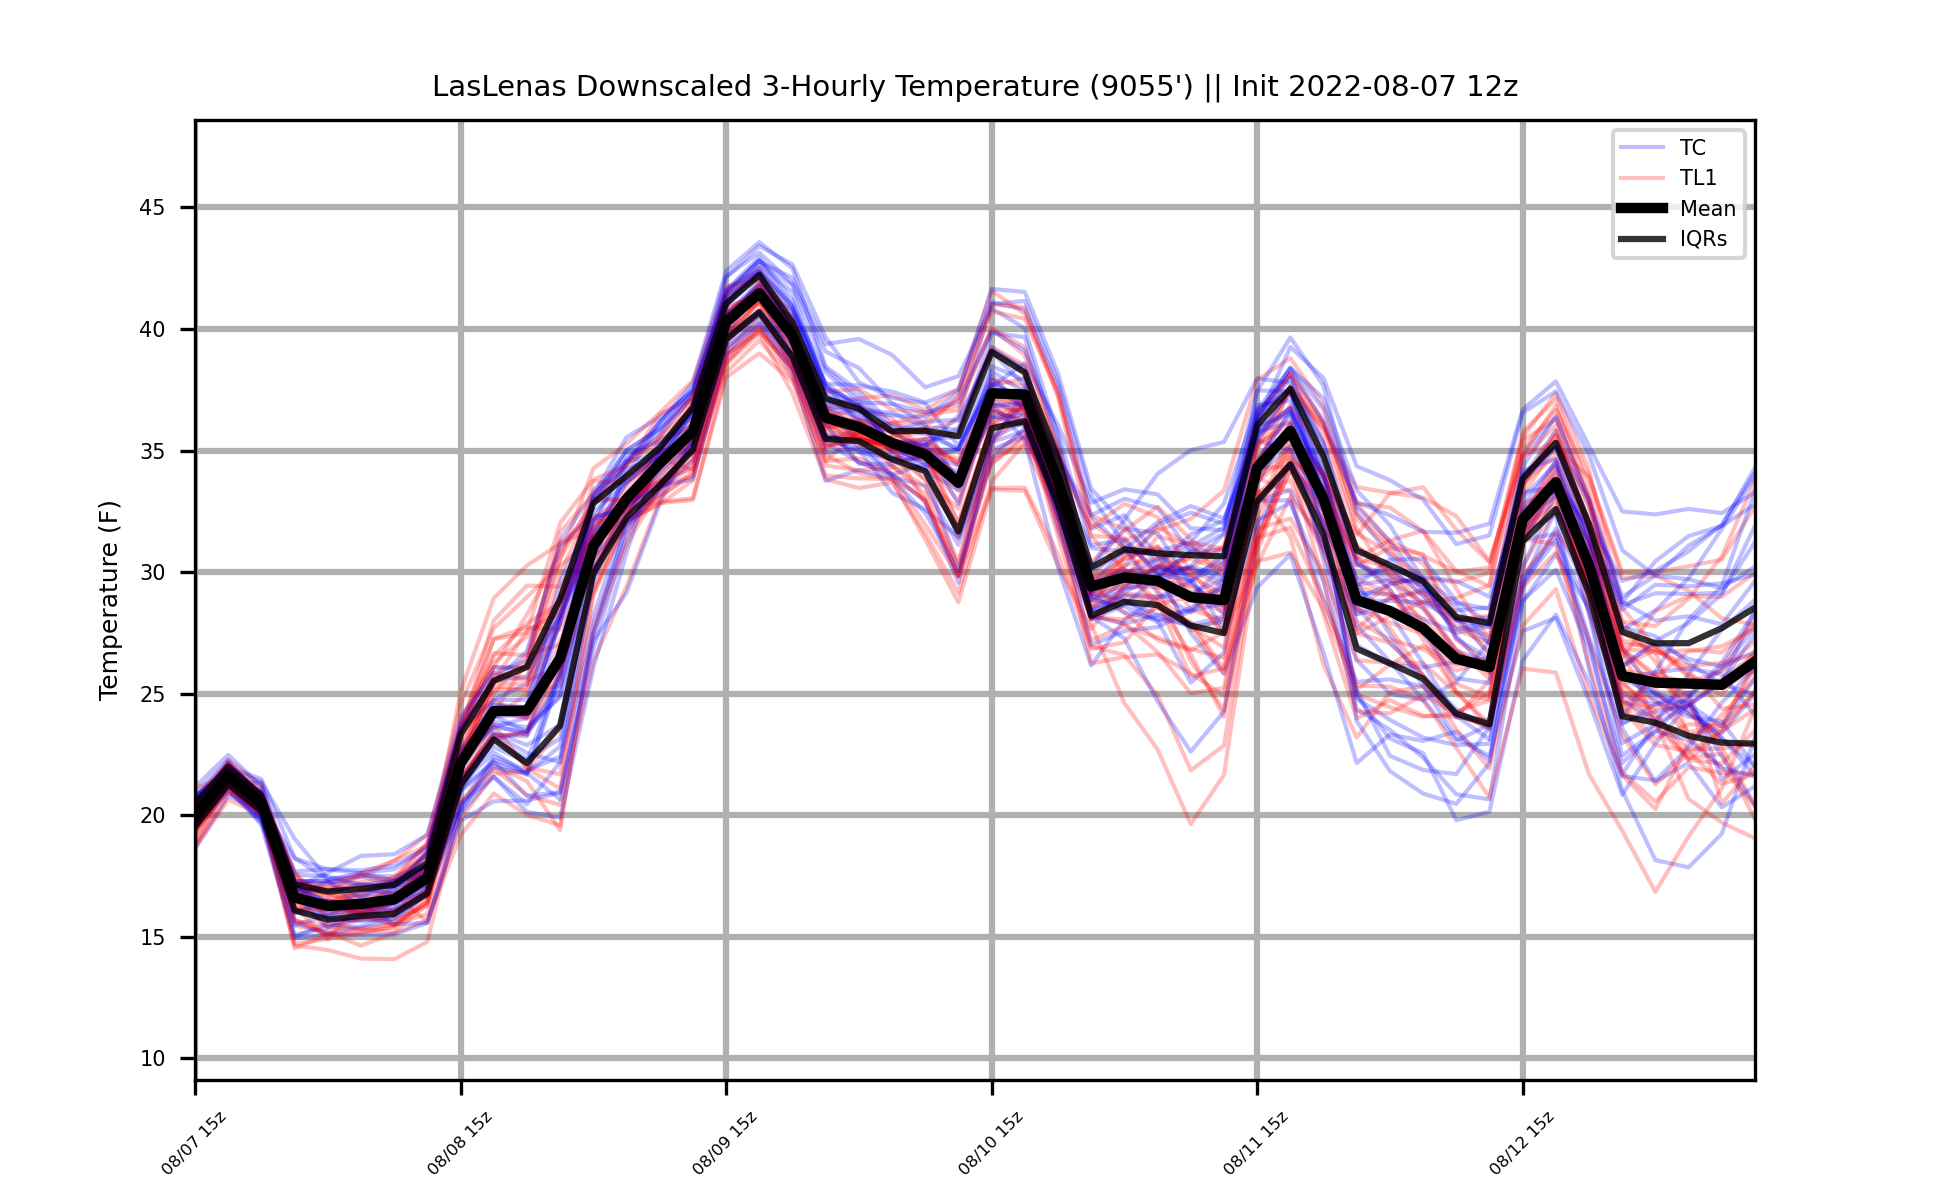 LasLenas Downscaled 3-Hourly Temperature (9055') || Init 2022-08-07 12z
TC
TL1
Mean
IQRs
Temperature (F)
45
40
35
30
25
20
15
10
08/07 15z
08/08 15z
08/09 15z
08/10 15z
08/11 15z
08/12 15z